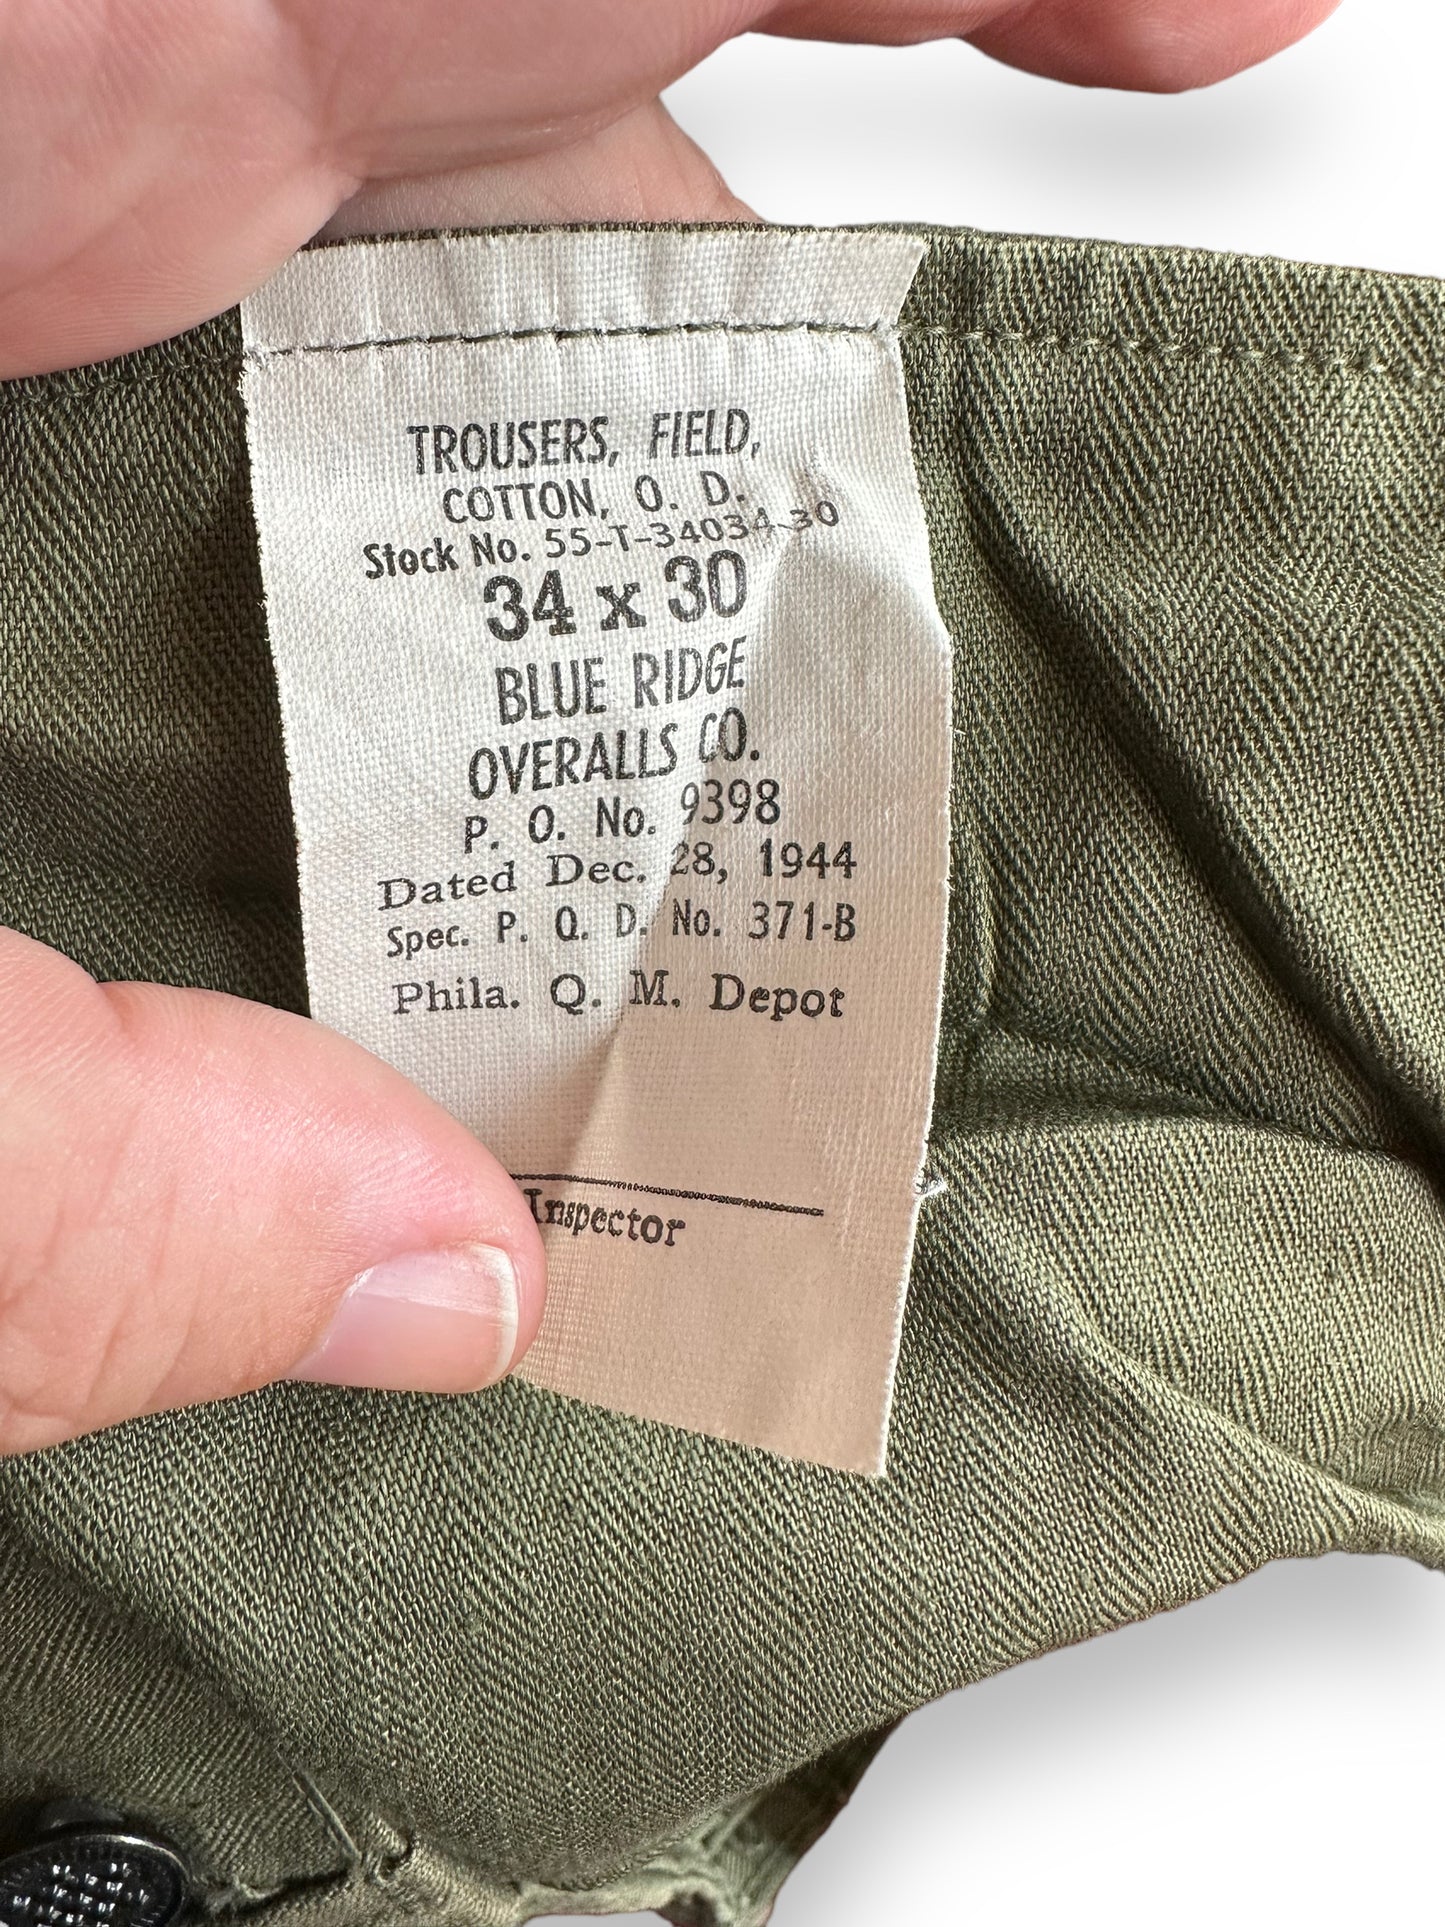 TROUSERS, FIELD,
COTTON, O. D.
Stock No. 55-T-34034-30
34 x 30
BLUE RIDGE
OVERALLS CO.
P. O. No. 9398
Dated Dec. 28, 1944
Spec. P. Q. D. No. 371-B
Phila. Q. M. Depot
Inspector